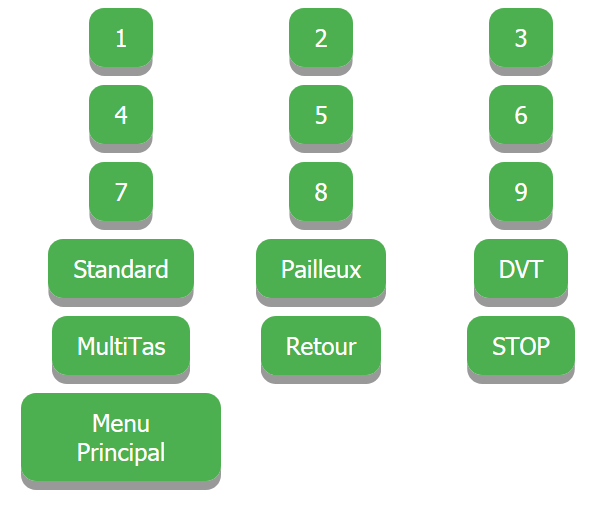 1 2 3
4 5 6
7 8 9
Standard Pailleux DVT
MultiTas Retour STOP
Menu
Principal